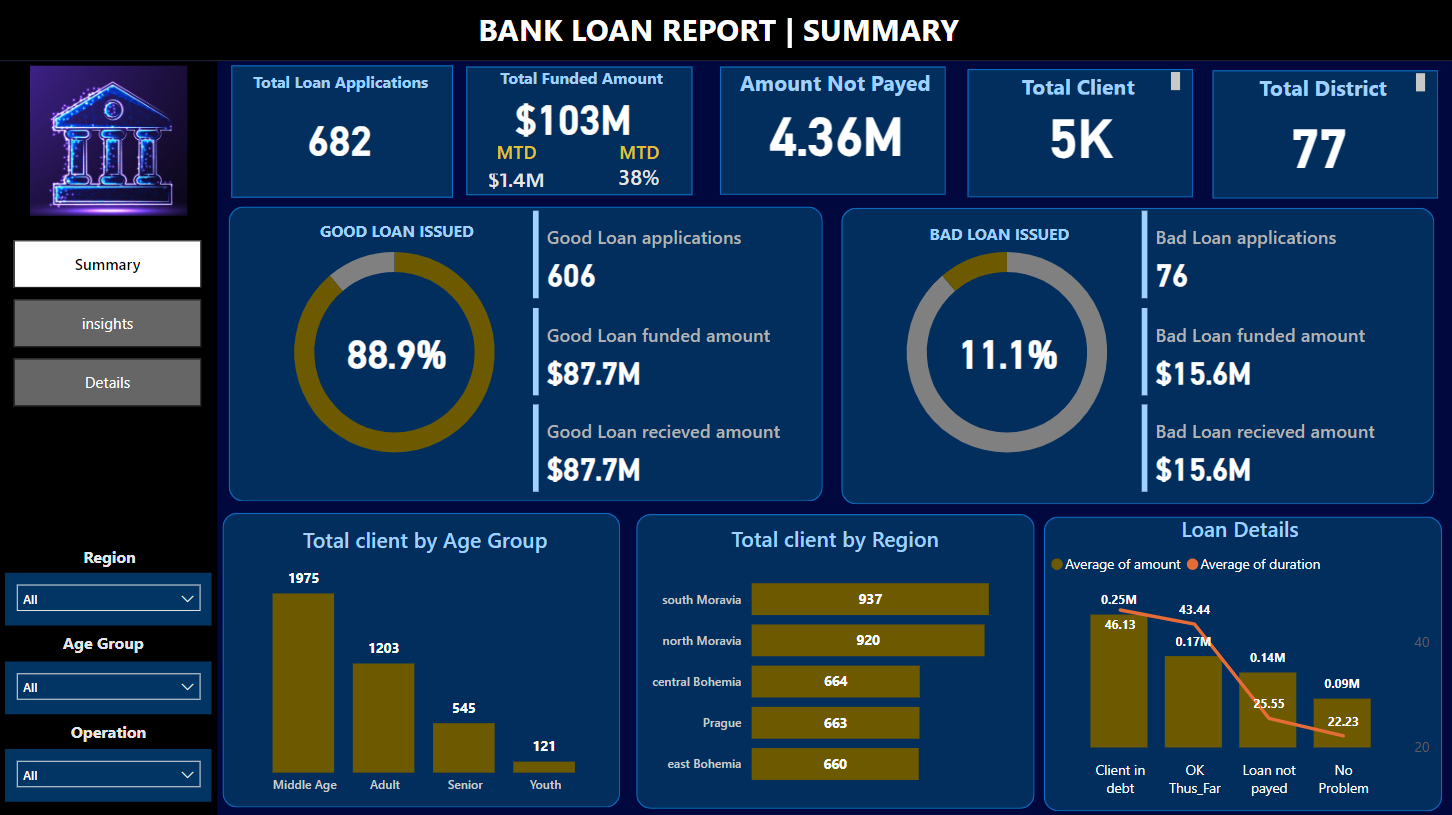 BANK LOAN REPORT | SUMMARY
Total Loan Applications
682
Total Funded Amount
$103M
MTD MTD
$1.4M 38%
Amount Not Payed
4.36M
Total Client
5K
Total District
77
Summary
insights
Details
Region
All
Age Group
All
Operation
All
GOOD LOAN ISSUED
88.9%
Good Loan applications
606
Good Loan funded amount
$87.7M
Good Loan recieved amount
$87.7M
BAD LOAN ISSUED
11.1%
Bad Loan applications
76
Bad Loan funded amount
$15.6M
Bad Loan recieved amount
$15.6M
Total client by Age Group
1975
1203
545
121
Middle Age Adult Senior Youth
Total client by Region
south Moravia 937
north Moravia 920
central Bohemia 664
Prague 663
east Bohemia 660
Loan Details
Average of amount Average of duration
0.25M
46.13
43.44
0.17M
0.14M
25.55
0.09M
22.23
40
20
Client in debt
OK Thus_Far
Loan not payed
No Problem